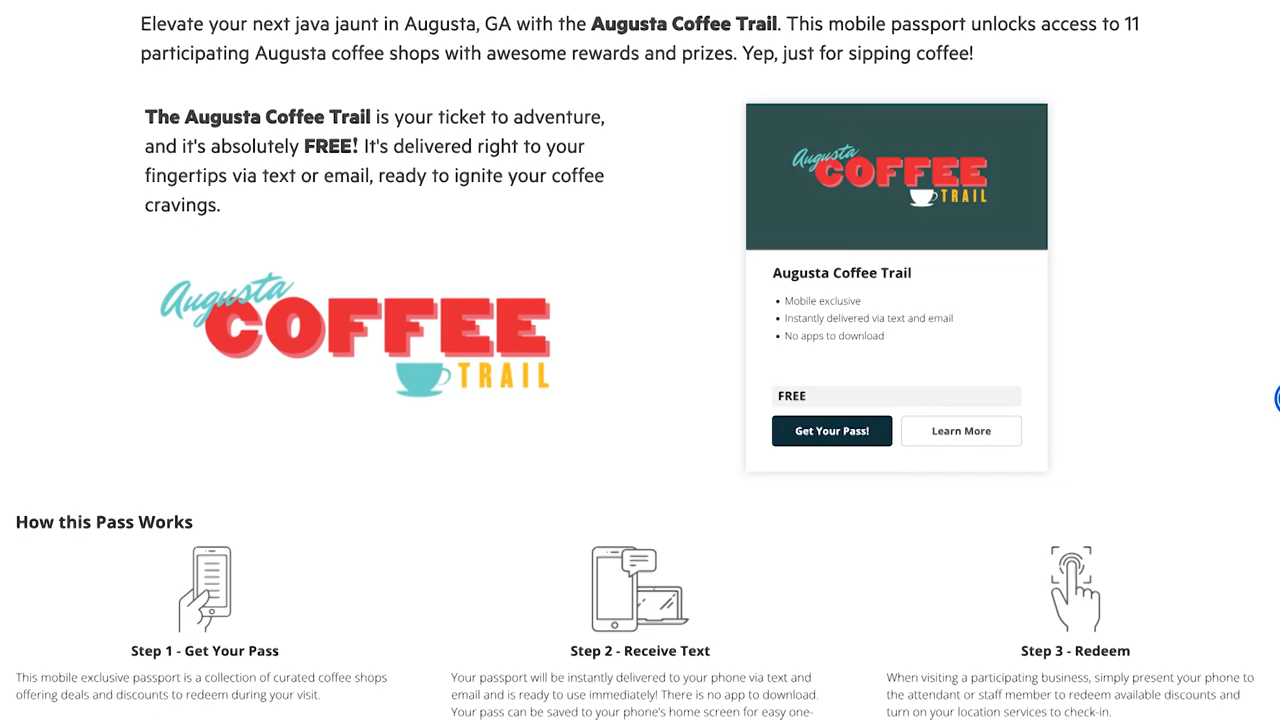 Elevate your next java jaunt in Augusta, GA with the Augusta Coffee Trail. This mobile passport unlocks access to 11
participating Augusta coffee shops with awesome rewards and prizes. Yep, just for sipping coffee!
The Augusta Coffee Trail is your ticket to adventure,
and it's absolutely FREE! It's delivered right to your
fingertips via text or email, ready to ignite your coffee
cravings.
Augusta
COFFEE
TRAIL
Augusta
COFFEE
TRAIL
Augusta Coffee Trail
• Mobile exclusive
• Instantly delivered via text and email
• No apps to download
FREE
Get Your Pass!
Learn More
How this Pass Works
Step 1 - Get Your Pass
This mobile exclusive passport is a collection of curated coffee shops
offering deals and discounts to redeem during your visit.
Step 2 - Receive Text
Your passport will be instantly delivered to your phone via text and
email and is ready to use immediately! There is no app to download.
Your pass can be saved to your phone's home screen for easy one-
Step 3 - Redeem
When visiting a participating business, simply present your phone to
the attendant or staff member to redeem available discounts and
turn on your location services to check-in.